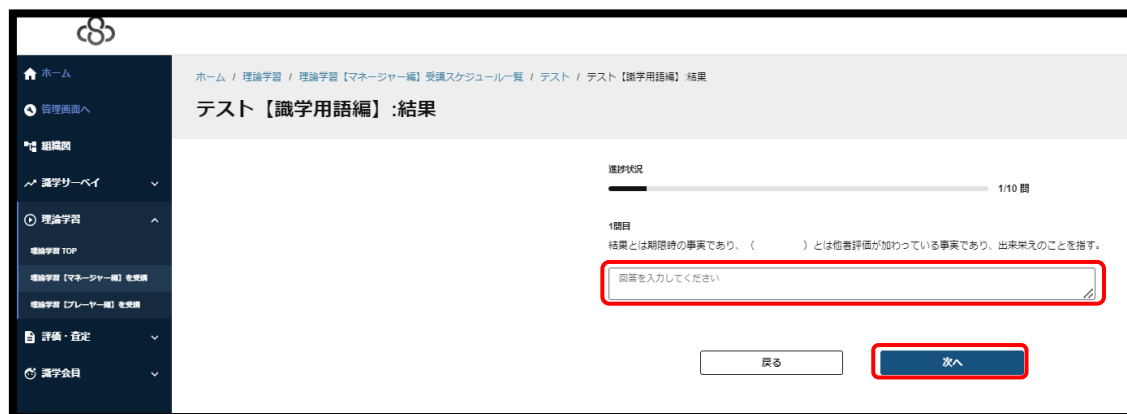 ホーム
管理画面へ
組織図
識学サーベイ
理論学習
理論学習 TOP
理論学習【マネージャー編】を受講
理論学習【プレーヤー編】を受講
評価・査定
識学会員
ホーム / 理論学習 / 理論学習【マネージャー編】受講スケジュール一覧 / テスト / テスト【識学用語編】:結果
テスト【識学用語編】:結果
進捗状況
1/10 問
1問目
結果とは期限時の事実であり、（　　　　）とは他者評価が加わっている事実であり、出来栄えのことを指す。
回答を入力してください
戻る
次へ